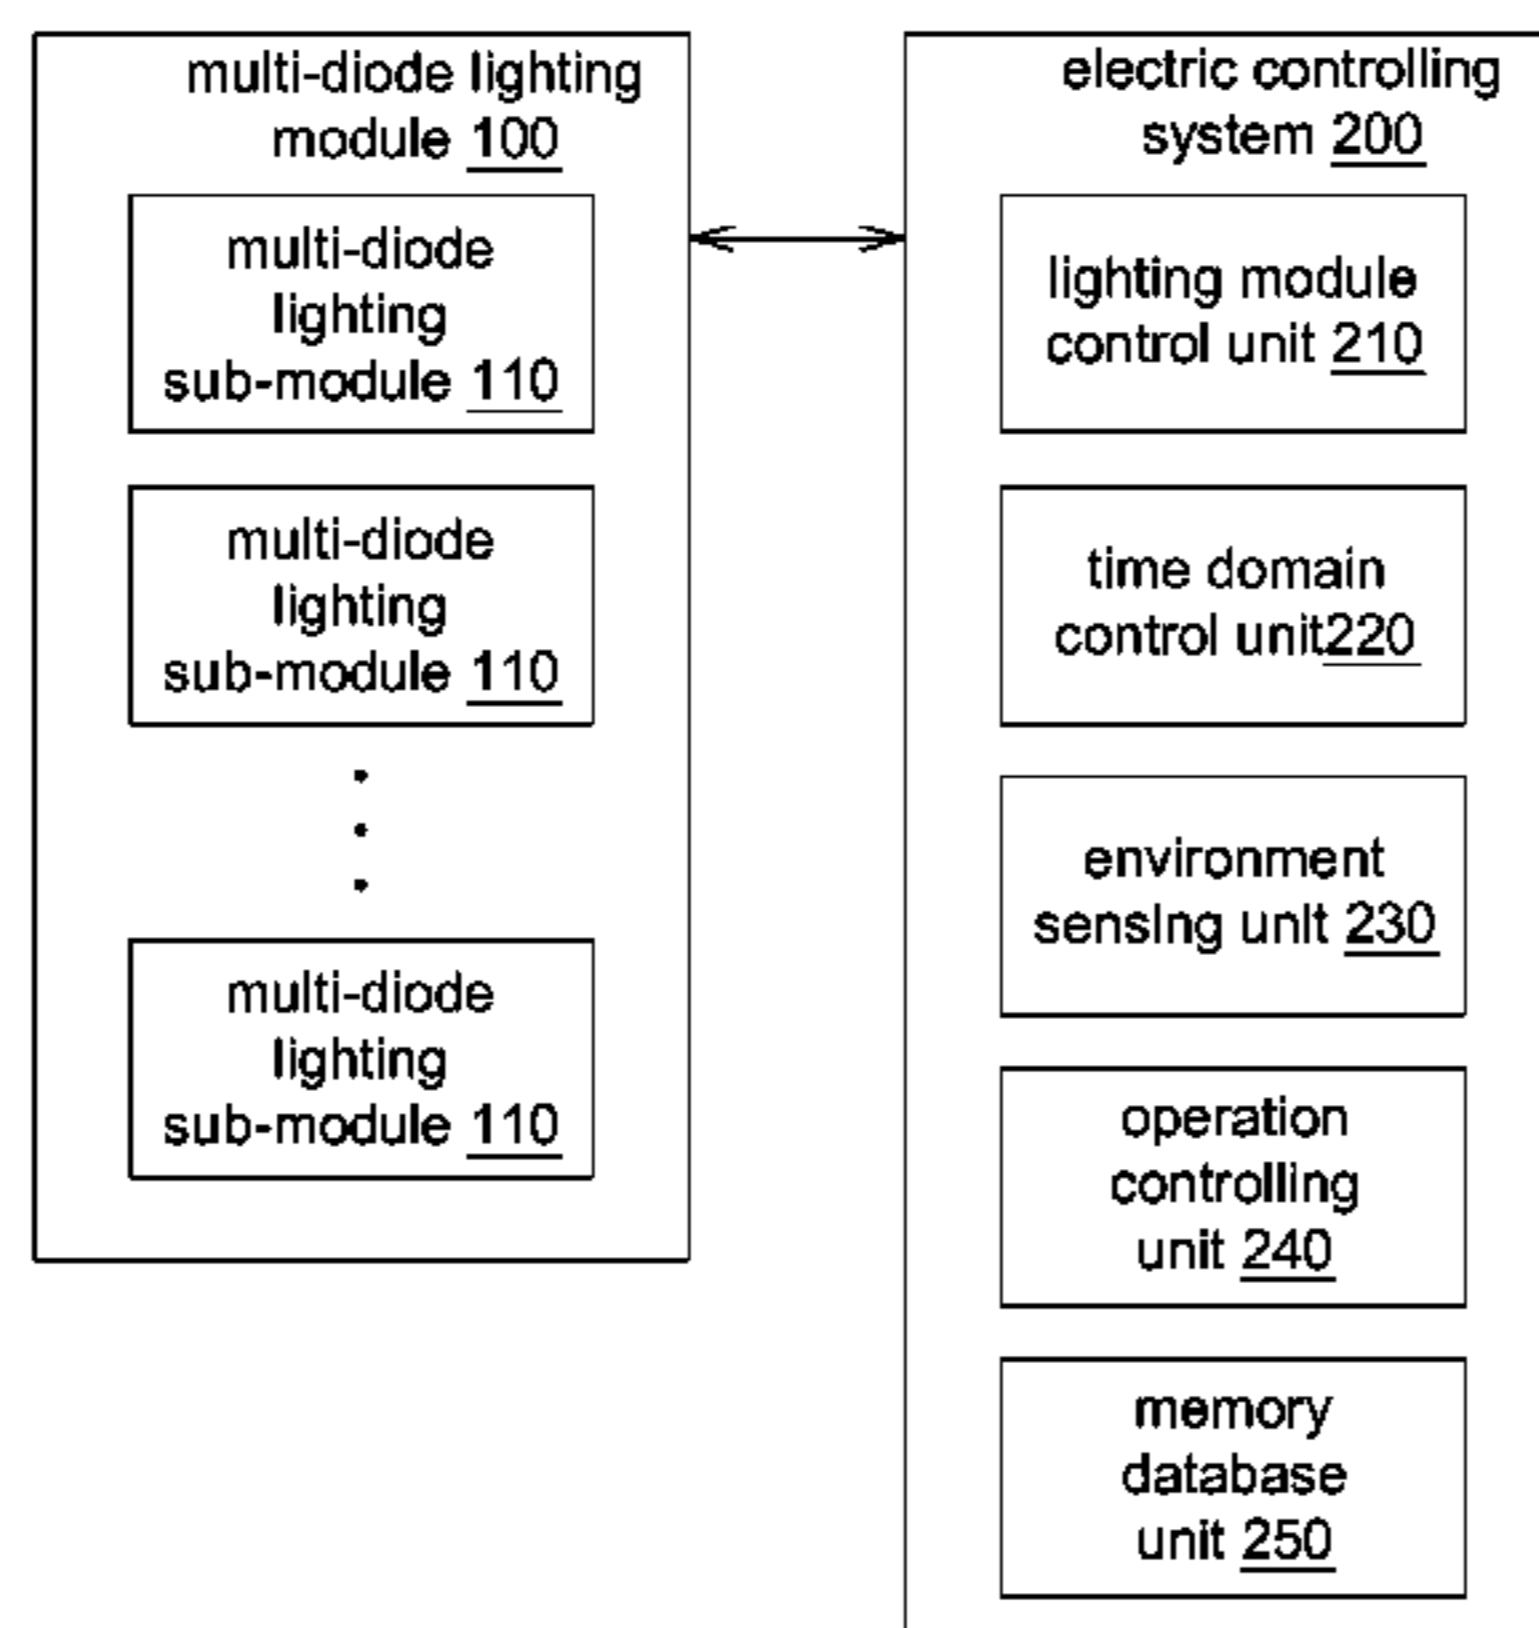 multi-diode lighting
module 100
multi-diode
lighting
sub-module 110
multi-diode
lighting
sub-module 110
multi-diode
lighting
sub-module 110
electric controlling
system 200
lighting module
control unit 210
time domain
control unit220
environment
sensing unit 230
operation
controlling
unit 240
memory
database
unit 250